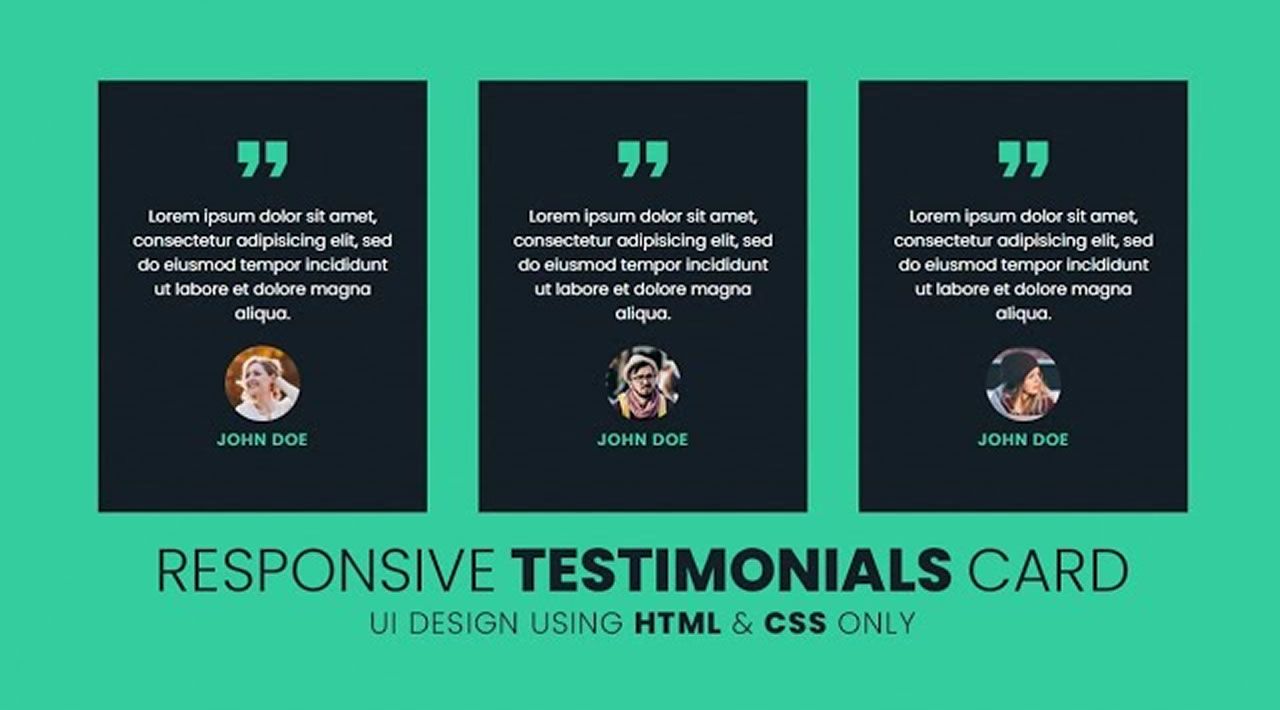 ”
Lorem ipsum dolor sit amet,
consectetur adipisicing elit, sed
do eiusmod tempor incididunt
ut labore et dolore magna
aliqua.
JOHN DOE
”
Lorem ipsum dolor sit amet,
consectetur adipisicing elit, sed
do eiusmod tempor incididunt
ut labore et dolore magna
aliqua.
JOHN DOE
”
Lorem ipsum dolor sit amet,
consectetur adipisicing elit, sed
do eiusmod tempor incididunt
ut labore et dolore magna
aliqua.
JOHN DOE
RESPONSIVE TESTIMONIALS CARD
UI DESIGN USING HTML & CSS ONLY